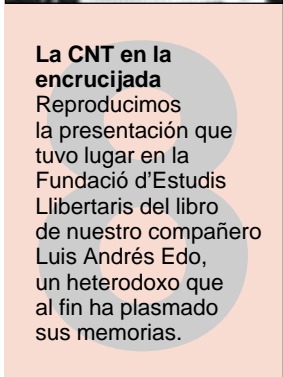 La CNT en la
encrucijada
Reproducimos
la presentación que
tuvo lugar en la
Fundació d'Estudis
Llibertaris del libro
de nuestro compañero
Luis Andrés Edo,
un heterodoxo que
al fin ha plasmado
sus memorias.
8